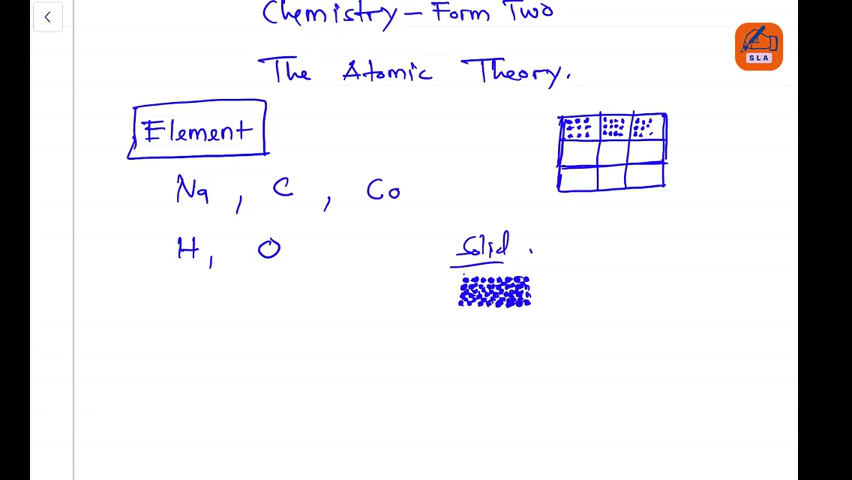 Chemistry - Form Two
The Atomic Theory.
SLA
Element
Na, C, Co
H, O
Solid.